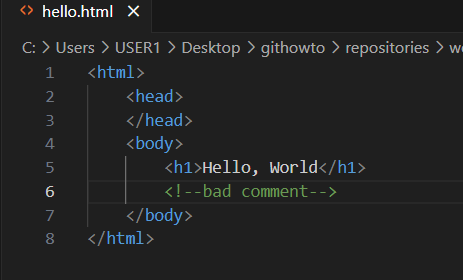 <> hello.html ×
C: > Users > USER1 > Desktop > githowto > repositories >
1 <html>
2     <head>
3     </head>
4     <body>
5         <h1>Hello, World</h1>
6         <!--bad comment-->
7     </body>
8 </html>